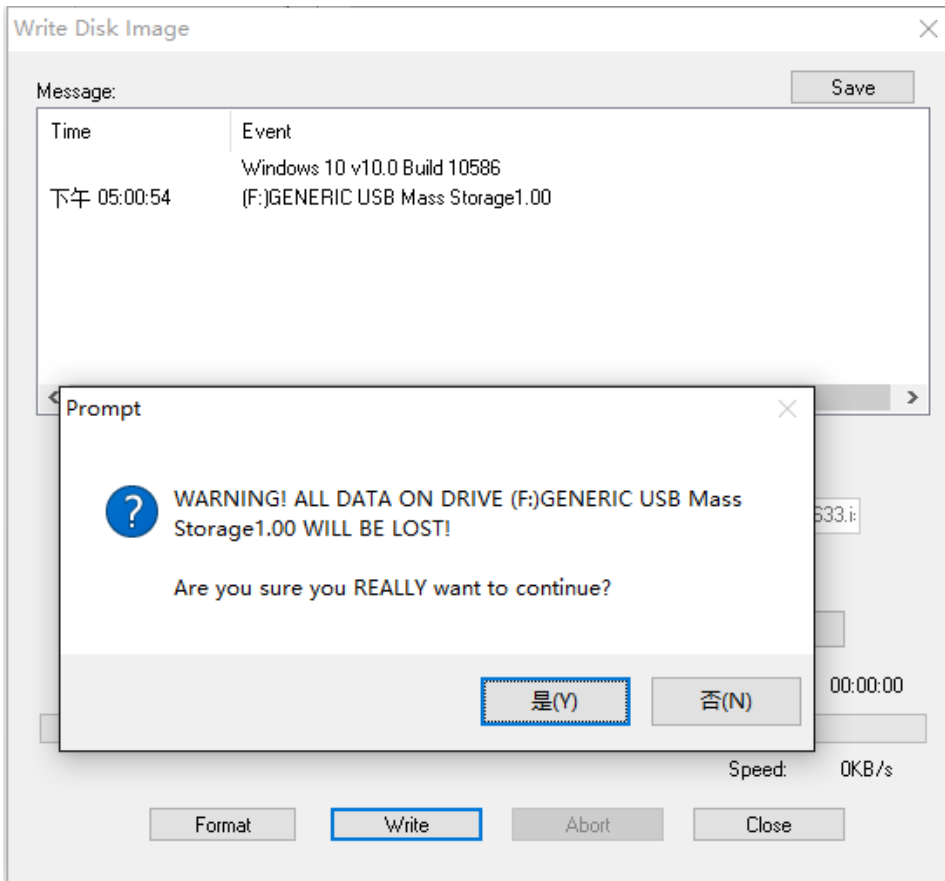 Write Disk Image
Message:
Save
Time Event
Windows 10 v10.0 Build 10586
下午 05:00:54 (F:)GENERIC USB Mass Storage1.00
Prompt
WARNING! ALL DATA ON DRIVE (F:)GENERIC USB Mass
Storage1.00 WILL BE LOST!
Are you sure you REALLY want to continue?
是(Y) 否(N)
00:00:00
Speed: 0KB/s
Format Write Abort Close